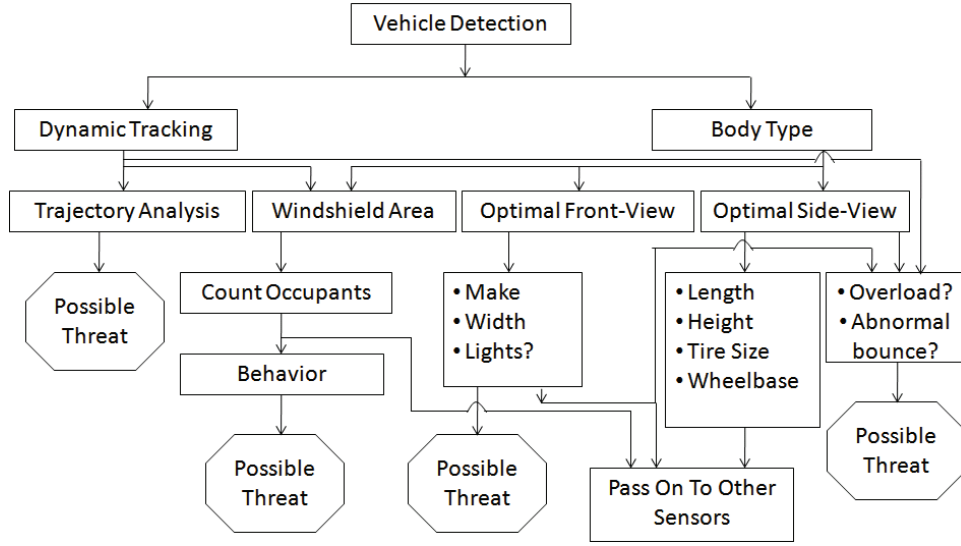 Vehicle Detection
Dynamic Tracking
Body Type
Trajectory Analysis
Windshield Area
Optimal Front-View
Optimal Side-View
Possible
Threat
Count Occupants
• Make
• Width
• Lights?
• Length
• Height
• Tire Size
• Wheelbase
• Overload?
• Abnormal
bounce?
Behavior
Possible
Threat
Possible
Threat
Pass On To Other
Sensors
Possible
Threat